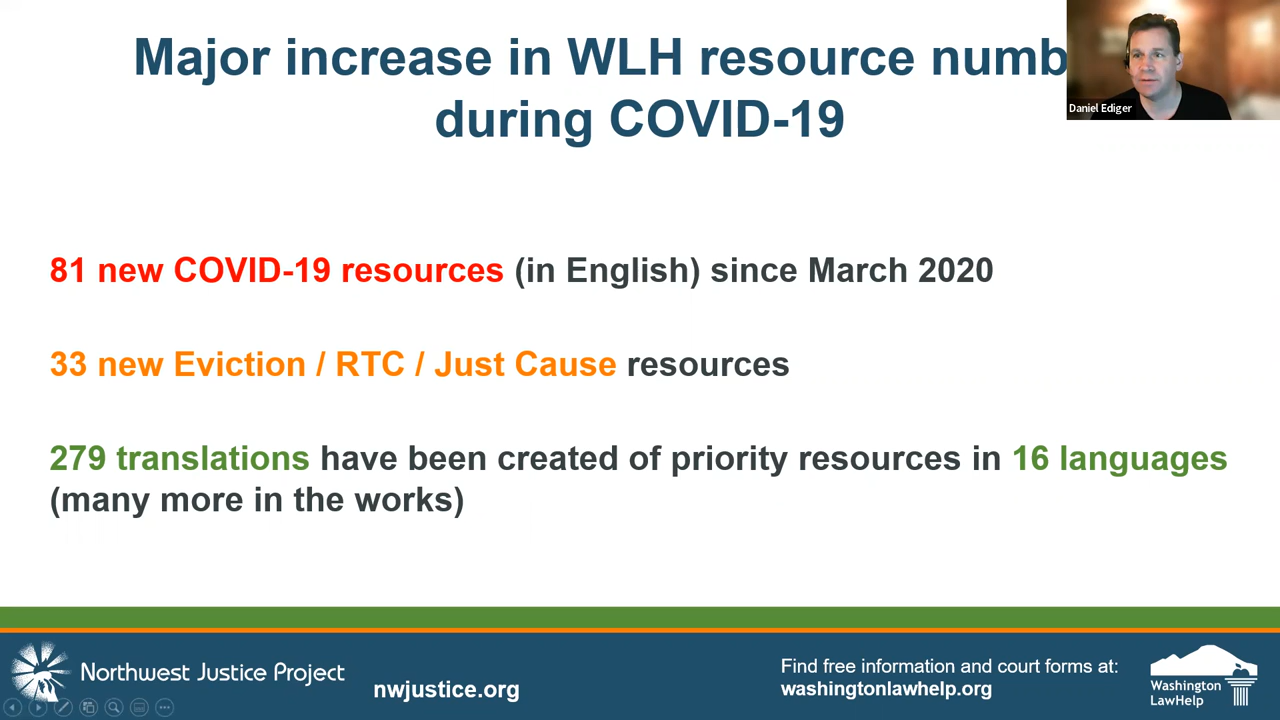 Major increase in WLH resource numb
during COVID-19
Daniel Ediger
81 new COVID-19 resources (in English) since March 2020
33 new Eviction / RTC / Just Cause resources
279 translations have been created of priority resources in 16 languages
(many more in the works)
Northwest Justice Project
nwjustice.org
Find free information and court forms at:
washingtonlawhelp.org
Washington
LawHelp